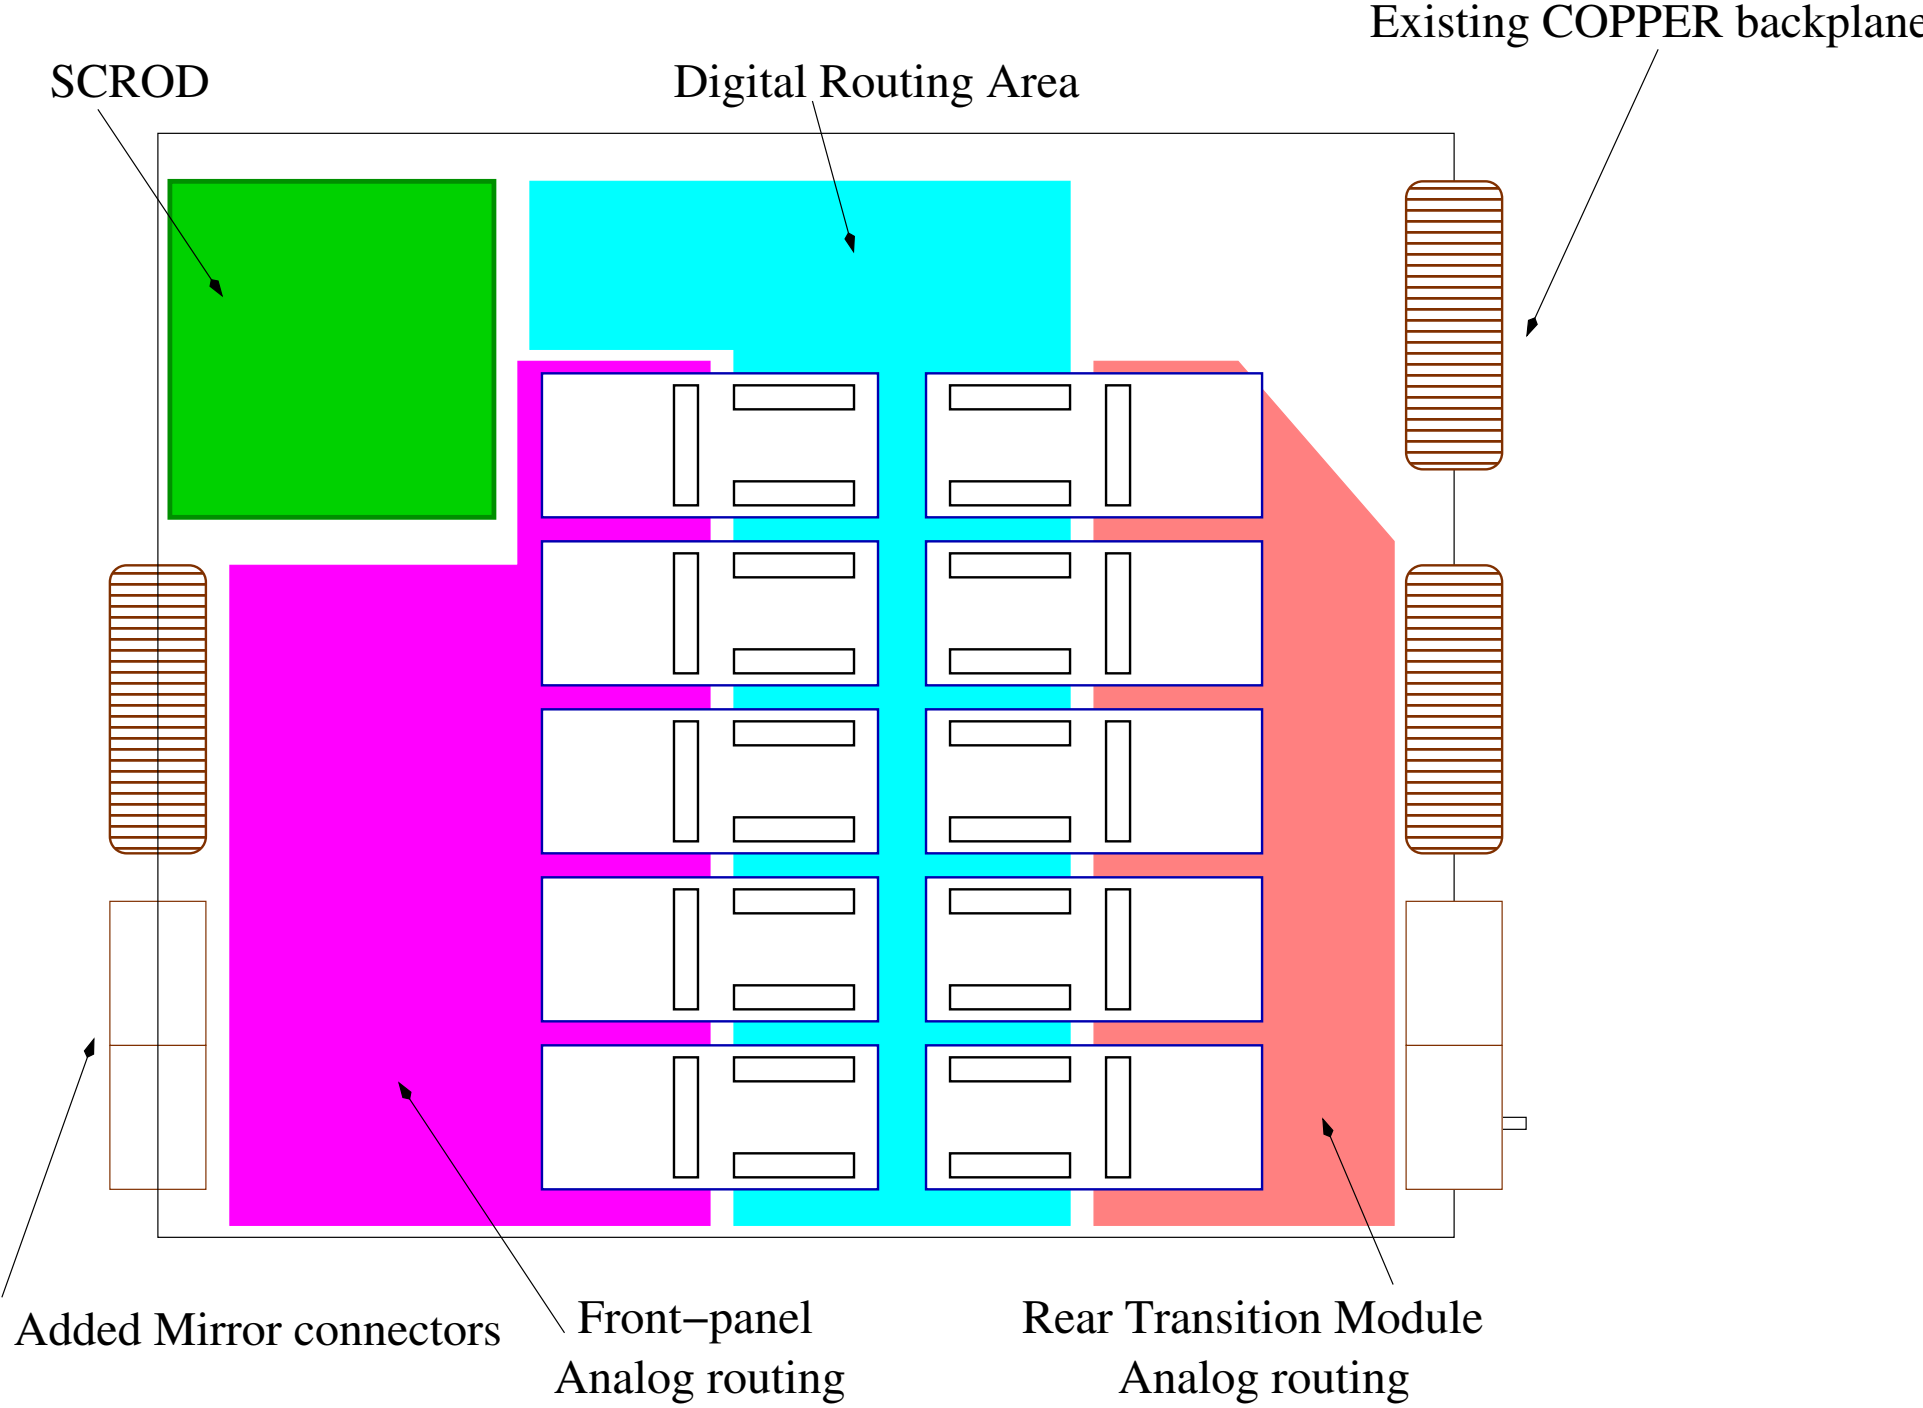 Existing COPPER backplane
SCROD
Digital Routing Area
Added Mirror connectors
Front−panel
Analog routing
Rear Transition Module
Analog routing